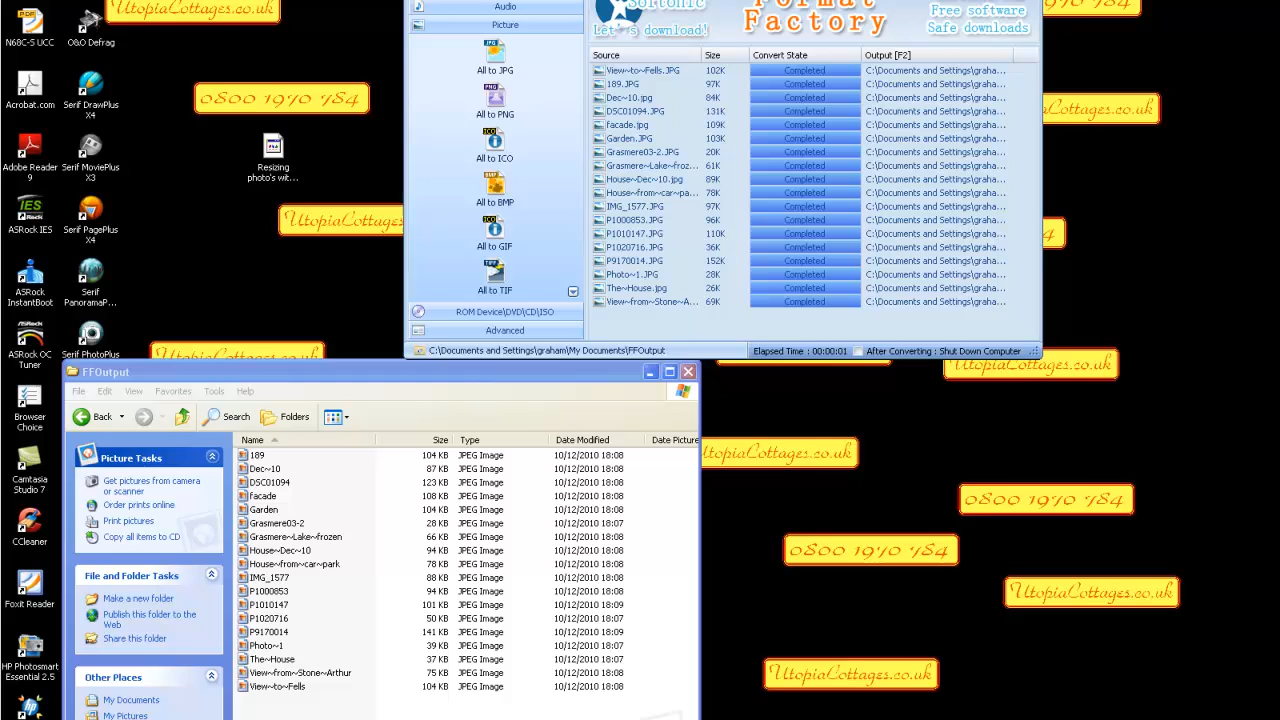 UtopiaCottages.co.uk
N68C-S UCC
O&O Defrag
Acrobat.com
Serif DrawPlus
X4
0800 1970 784
Adobe Reader
9
Serif MoviePlus
X3
Resizing
photo's wit...
IES
ASRock IES
Serif PagePlus
X4
UtopiaCottages
ASRock
InstantBoot
Serif
PanoramaP...
ASRock OC
Tuner
Serif PhotoPlus
UtopiaCottages.co.uk
Browser
Choice
Camtasia
Studio 7
CCleaner
Foxit Reader
HP Photosmart
Essential 2.5
Audio
Picture
All to JPG
All to PNG
All to ICO
All to BMP
All to GIF
All to TIF
ROM Device\DVD\CD\ISO
Advanced
Softonic
Let's download!
Format
Factory
Free software
Safe downloads
Source Size Convert State Output [F2]
View~to~Fells.JPG 102K Completed C:\Documents and Settings\graha...
189.JPG 97K Completed C:\Documents and Settings\graha...
Dec~10.jpg 84K Completed C:\Documents and Settings\graha...
DSC01094.JPG 131K Completed C:\Documents and Settings\graha...
facade.jpg 109K Completed C:\Documents and Settings\graha...
Garden.JPG 103K Completed C:\Documents and Settings\graha...
Grasmere03-2.JPG 20K Completed C:\Documents and Settings\graha...
Grasmere~Lake~froz... 61K Completed C:\Documents and Settings\graha...
House~Dec~10.jpg 89K Completed C:\Documents and Settings\graha...
House~from~car~pa... 78K Completed C:\Documents and Settings\graha...
IMG_1577.JPG 97K Completed C:\Documents and Settings\graha...
P1000853.JPG 96K Completed C:\Documents and Settings\graha...
P1010147.JPG 110K Completed C:\Documents and Settings\graha...
P1020716.JPG 36K Completed C:\Documents and Settings\graha...
P9170014.JPG 152K Completed C:\Documents and Settings\graha...
Photo~1.JPG 28K Completed C:\Documents and Settings\graha...
The~House.jpg 26K Completed C:\Documents and Settings\graha...
View~from~Stone~A... 69K Completed C:\Documents and Settings\graha...
C:\Documents and Settings\graham\My Documents\FFOutput Elapsed Time : 00:00:01 After Converting : Shut Down Computer
FFOutput
File Edit View Favorites Tools Help
Back Search Folders
Picture Tasks
Get pictures from camera
or scanner
Order prints online
Print pictures
Copy all items to CD
File and Folder Tasks
Make a new folder
Publish this folder to the
Web
Share this folder
Other Places
My Documents
My Pictures
Name Size Type Date Modified Date Picture
189 104 KB JPEG Image 10/12/2010 18:08
Dec~10 87 KB JPEG Image 10/12/2010 18:08
DSC01094 123 KB JPEG Image 10/12/2010 18:08
facade 108 KB JPEG Image 10/12/2010 18:08
Garden 104 KB JPEG Image 10/12/2010 18:08
Grasmere03-2 28 KB JPEG Image 10/12/2010 18:07
Grasmere~Lake~frozen 66 KB JPEG Image 10/12/2010 18:08
House~Dec~10 94 KB JPEG Image 10/12/2010 18:08
House~from~car~park 78 KB JPEG Image 10/12/2010 18:08
IMG_1577 88 KB JPEG Image 10/12/2010 18:08
P1000853 94 KB JPEG Image 10/12/2010 18:08
P1010147 101 KB JPEG Image 10/12/2010 18:09
P1020716 50 KB JPEG Image 10/12/2010 18:07
P9170014 141 KB JPEG Image 10/12/2010 18:09
Photo~1 39 KB JPEG Image 10/12/2010 18:07
The~House 37 KB JPEG Image 10/12/2010 18:07
View~from~Stone~Arthur 75 KB JPEG Image 10/12/2010 18:08
View~to~Fells 104 KB JPEG Image 10/12/2010 18:08
UtopiaCottages.co.uk
UtopiaCottages.co.uk
0800 1970 784
0800 1970 784
UtopiaCottages.co.uk
UtopiaCottages.co.uk